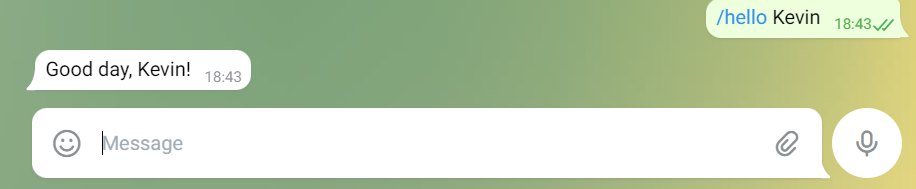 /hello Kevin 18:43
Good day, Kevin! 18:43
Message